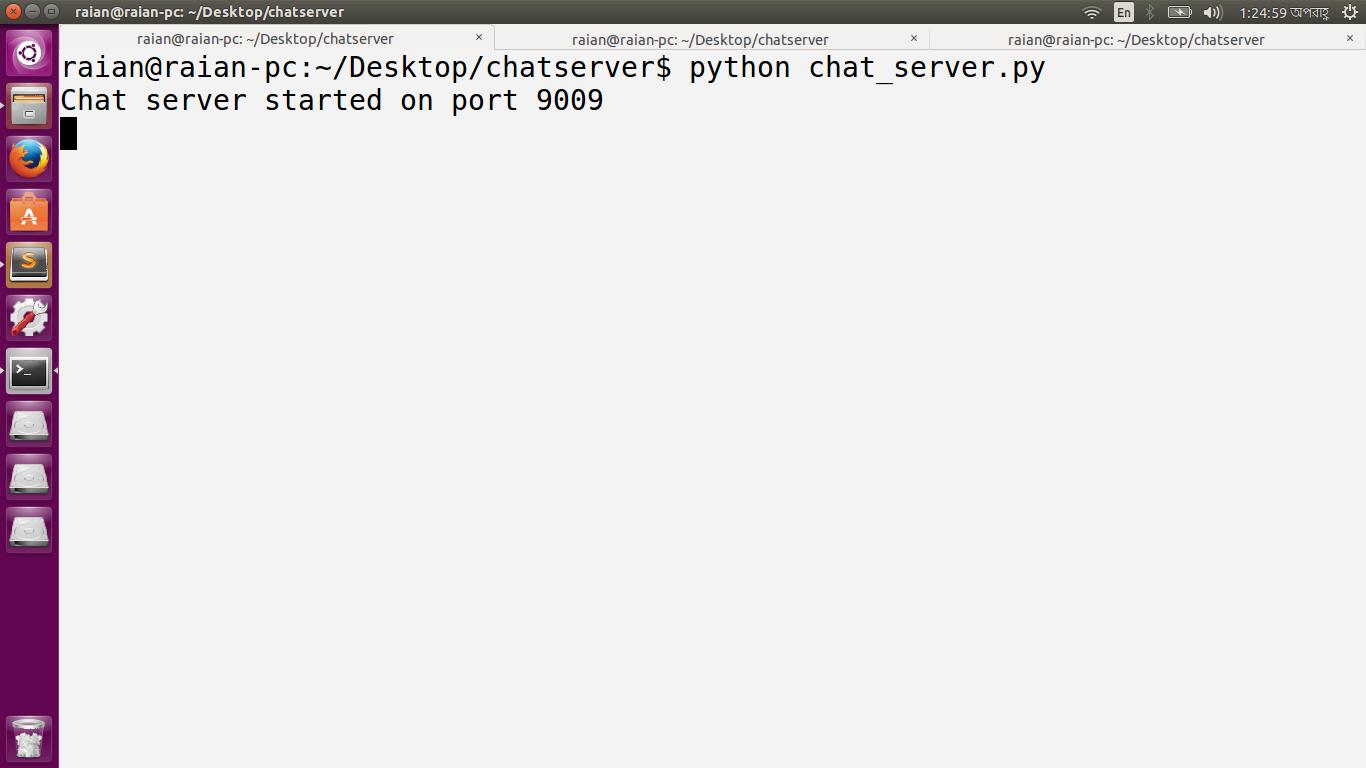 raian@raian-pc: ~/Desktop/chatserver
En
1:24:59 অপরাহ্ণ
raian@raian-pc: ~/Desktop/chatserver ×
raian@raian-pc: ~/Desktop/chatserver ×
raian@raian-pc: ~/Desktop/chatserver ×
raian@raian-pc:~/Desktop/chatserver$ python chat_server.py
Chat server started on port 9009